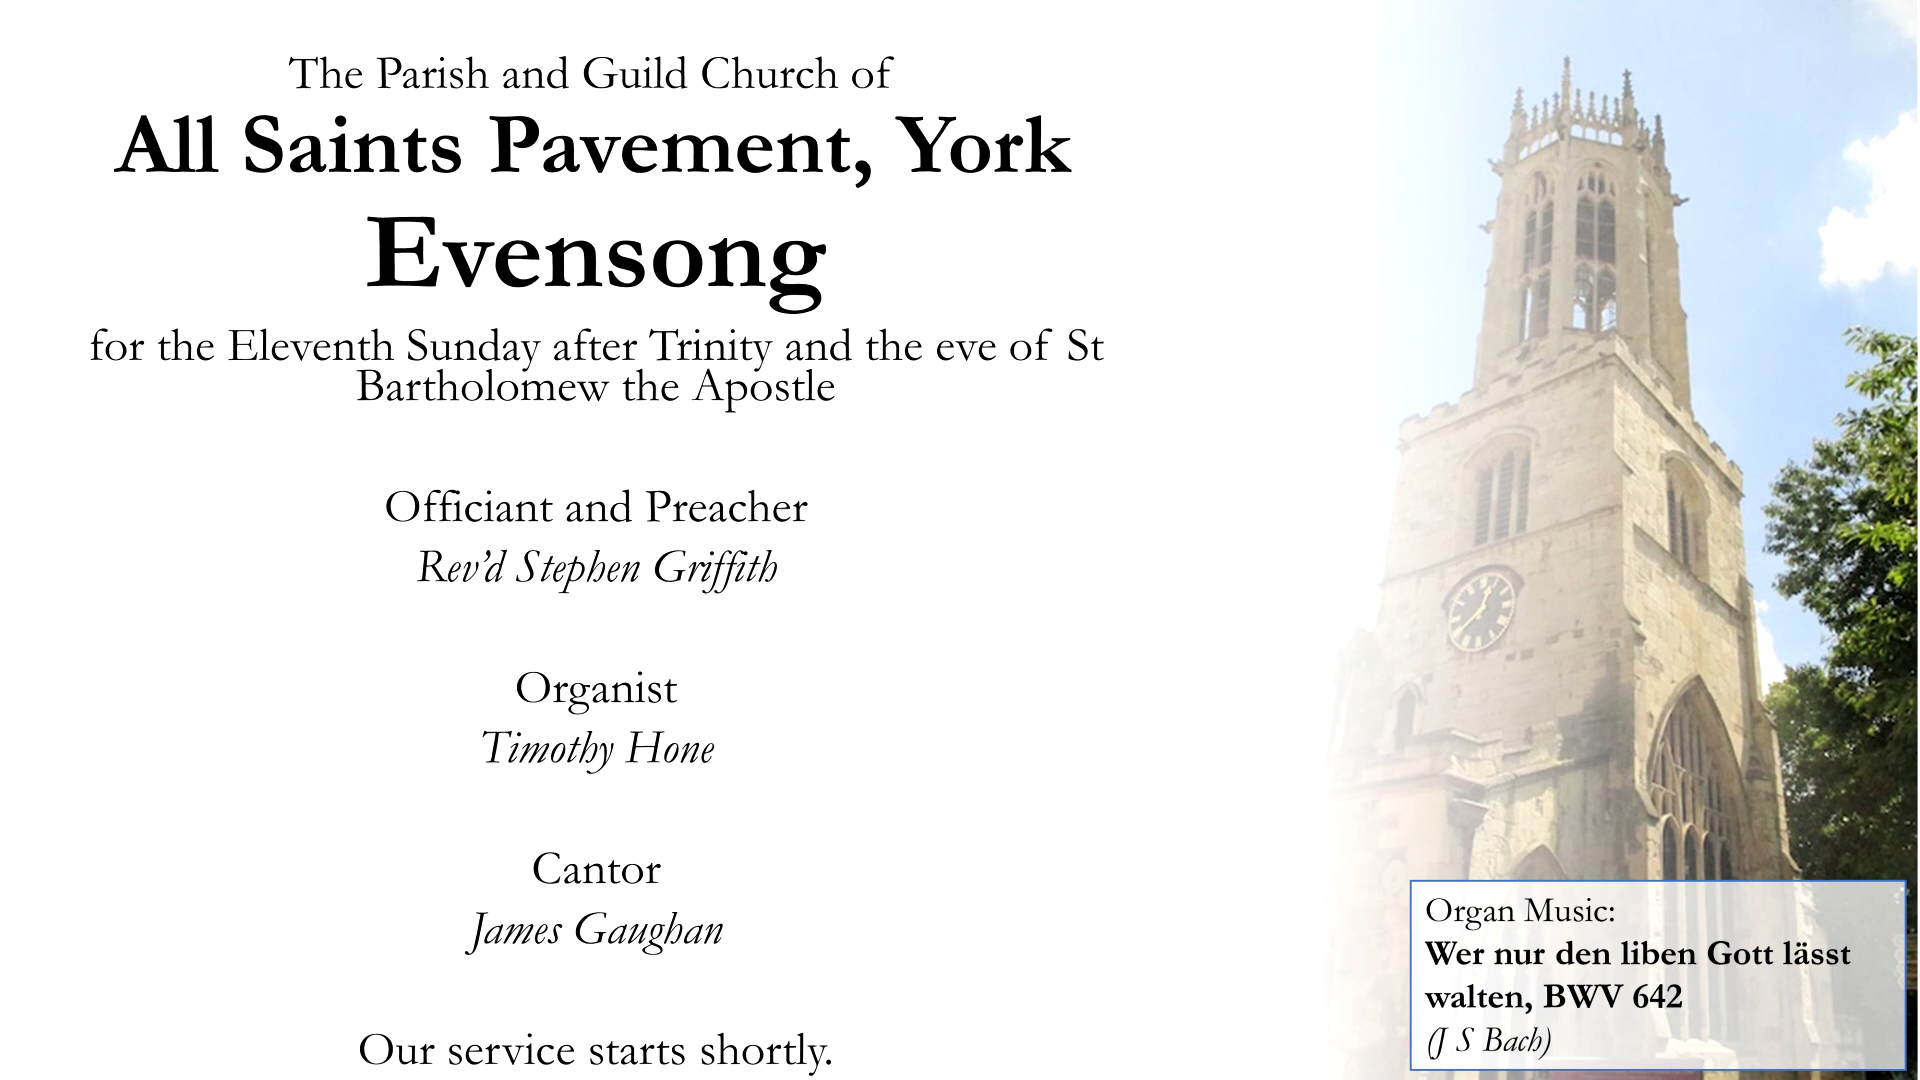 The Parish and Guild Church of
All Saints Pavement, York
Evensong
for the Eleventh Sunday after Trinity and the eve of St
Bartholomew the Apostle
Officiant and Preacher
Rev’d Stephen Griffith
Organist
Timothy Hone
Cantor
James Gaughan
Our service starts shortly.
Organ Music:
Wer nur den liben Gott lässt
walten, BWV 642
(J S Bach)